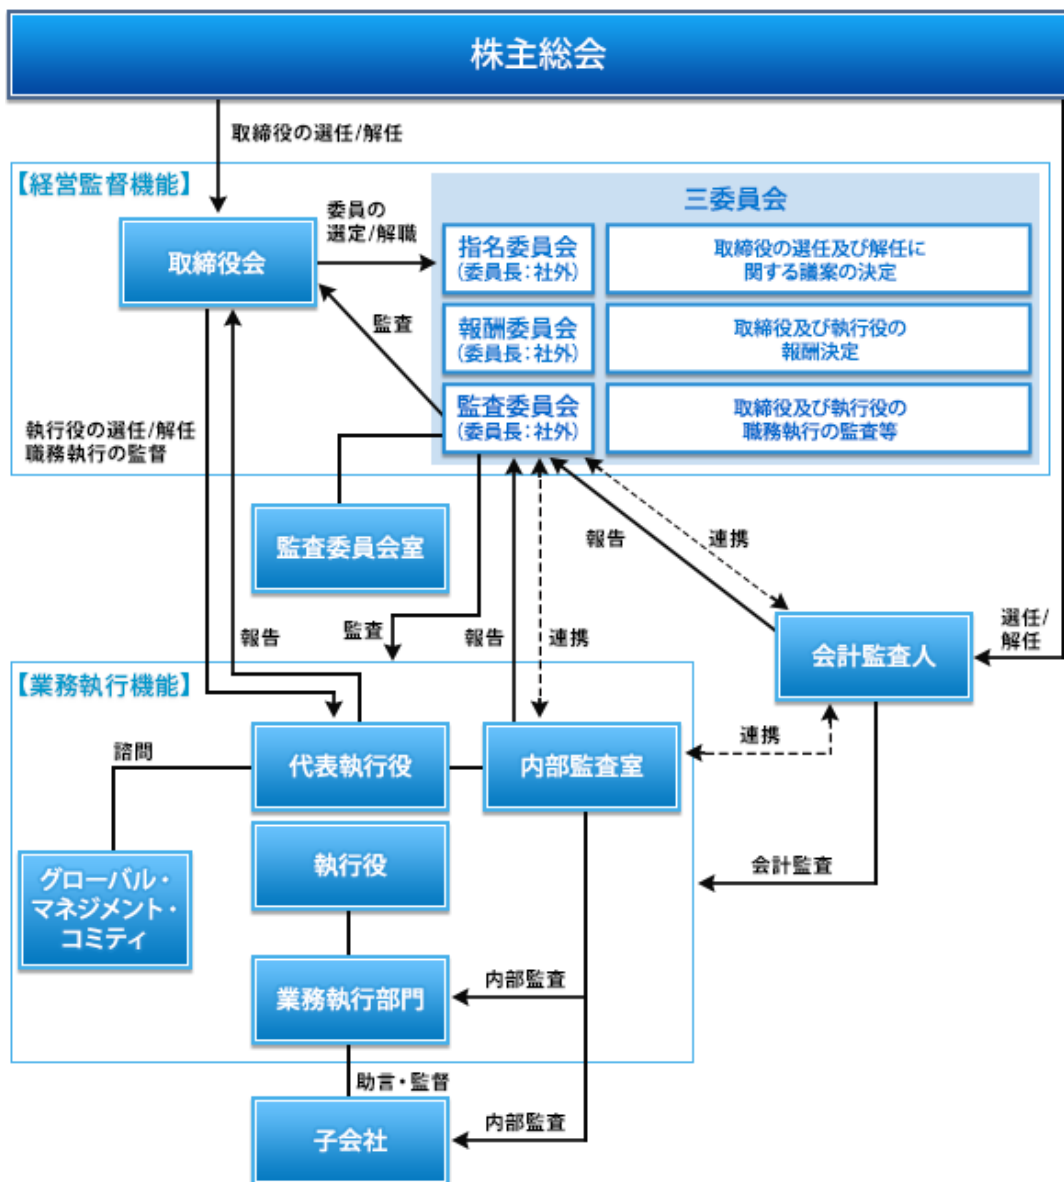 株主総会
取締役の選任/解任
【経営監督機能】
三委員会
委員の
選定/解職
取締役会
指名委員会
(委員長:社外)
取締役の選任及び解任に
関する議案の決定
監査
報酬委員会
(委員長:社外)
取締役及び執行役の
報酬決定
監査委員会
(委員長:社外)
取締役及び執行役の
職務執行の監査等
執行役の選任/解任
職務執行の監督
監査委員会室
報告
連携
選任/
解任
報告
監査
報告
連携
会計監査人
【業務執行機能】
諮問
代表執行役
内部監査室
連携
執行役
会計監査
グローバル・
マネジメント・
コミティ
業務執行部門
内部監査
助言・監督
子会社
内部監査